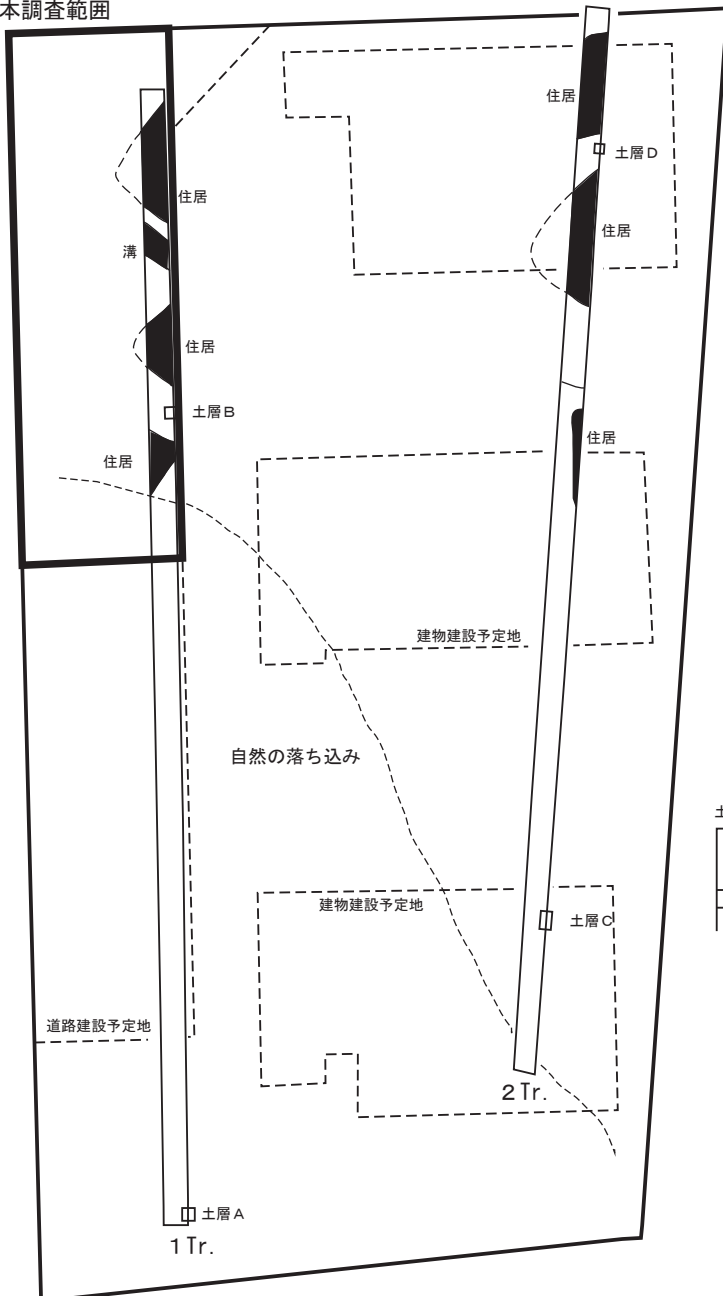 本調査範囲
住居
土層D
住居
住居
溝
住居
土層B
住居
住居
建物建設予定地
自然の落ち込み
土
建物建設予定地
土層C
道路建設予定地
2Tr.
土層A
1Tr.